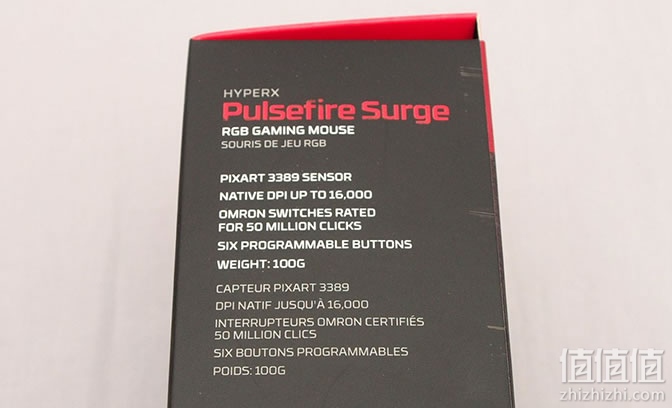 HYPERX
Pulsefire Surge
RGB GAMING MOUSE
SOURIS DE JEU RGB
PIXART 3389 SENSOR
NATIVE DPI UP TO 16,000
OMRON SWITCHES RATED
FOR 50 MILLION CLICKS
SIX PROGRAMMABLE BUTTONS
WEIGHT: 100G
CAPTEUR PIXART 3389
DPI NATIF JUSQU'À 16,000
INTERRUPTEURS OMRON CERTIFIÉS
50 MILLION CLICS
SIX BOUTONS PROGRAMMABLES
POIDS: 100G
值值值
zhizhizhi.com